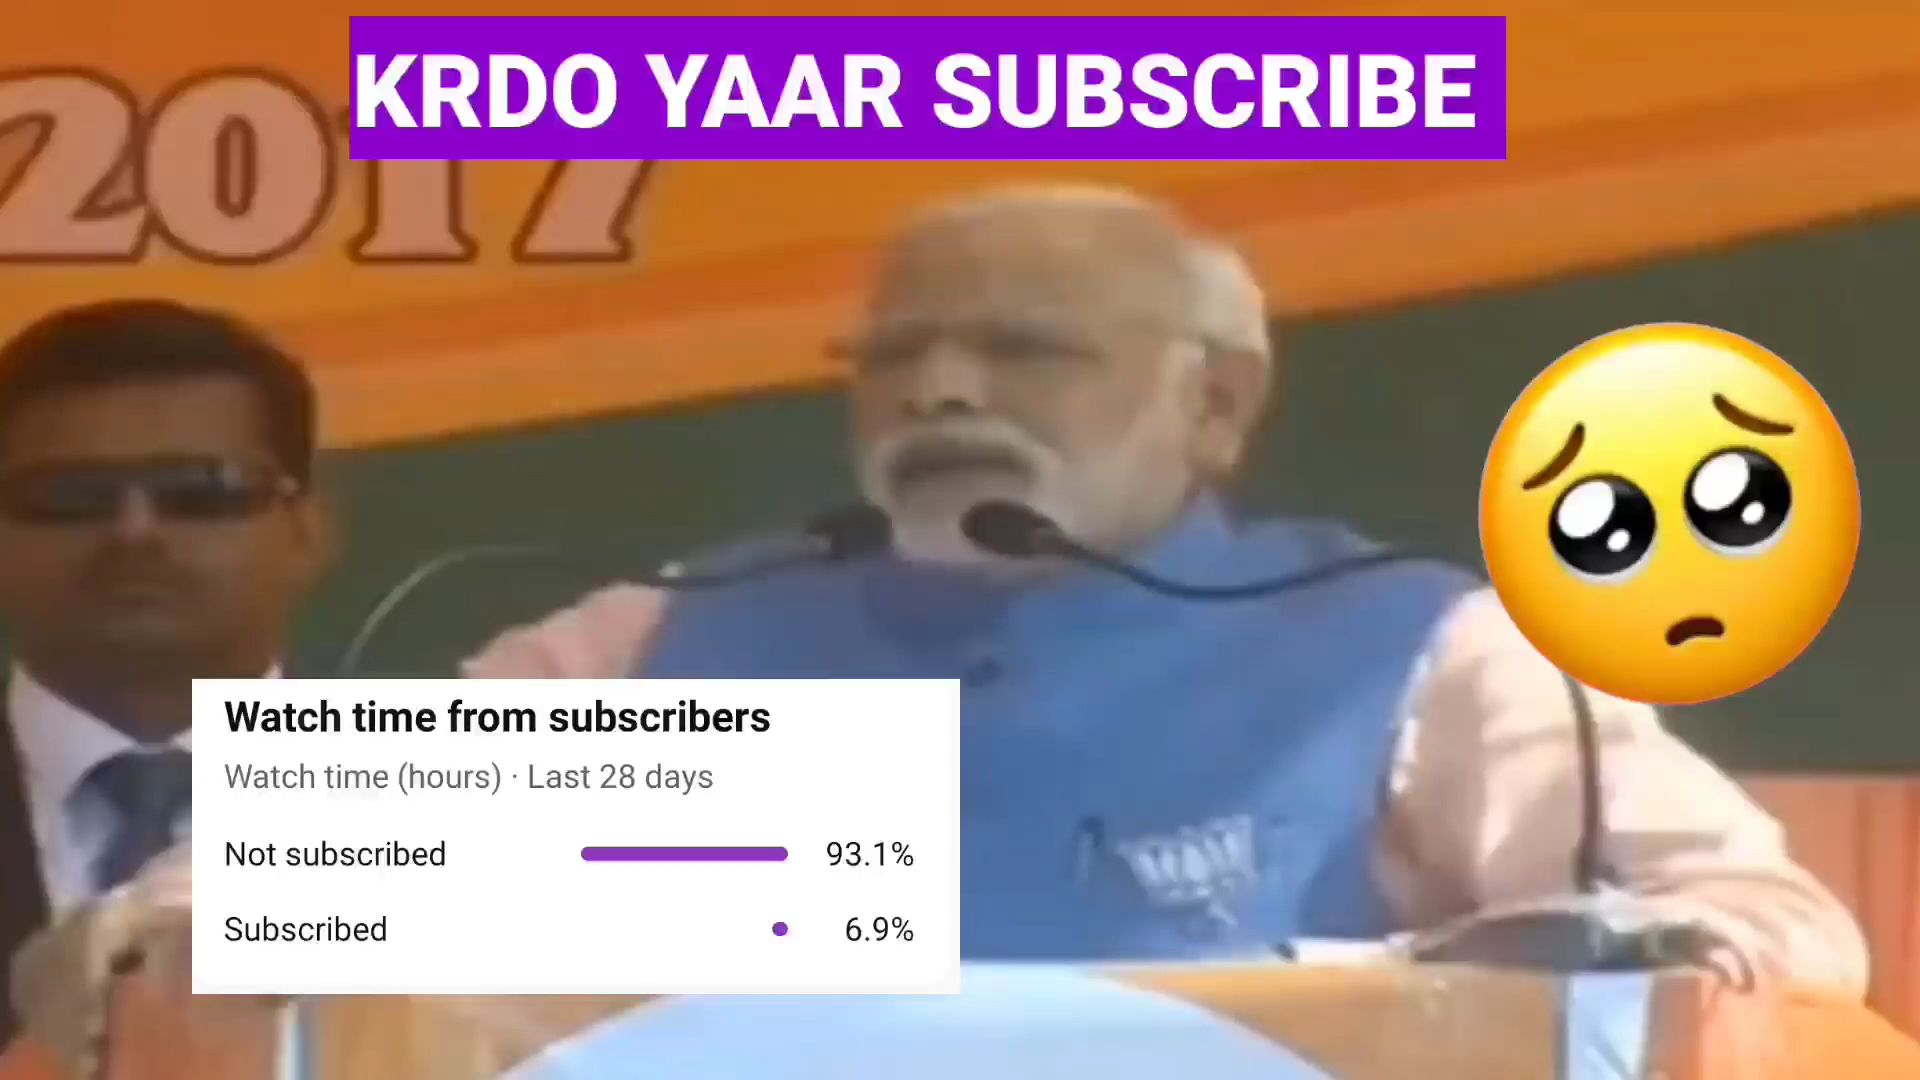 KRDO YAAR SUBSCRIBE
2017
Watch time from subscribers
Watch time (hours) · Last 28 days
Not subscribed 93.1%
Subscribed 6.9%